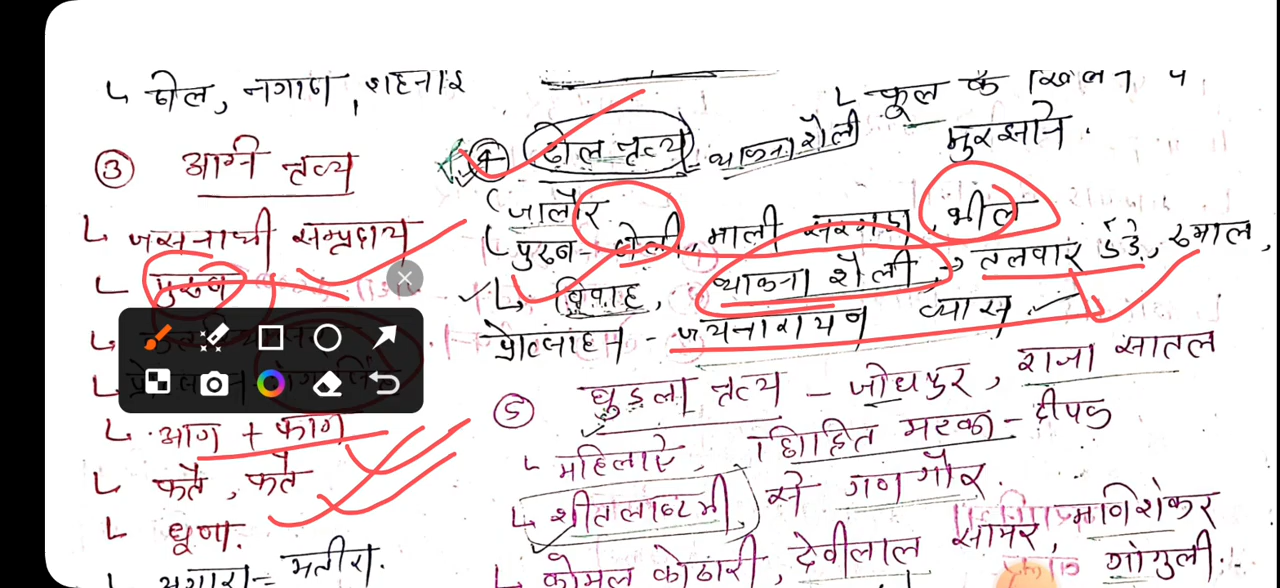 ↳ ढोल, नगाडा, शहनाई
③ अग्नि नृत्य
↳ जसनाथी सम्प्रदाय
↳ पुरुष
↳ आग + फाग
↳ फतै, फतै
↳ धूणा.
मतीरा.
↳ फूल के खिलने व
मुरझाने.
④ ढोल नृत्य - थाकना शैली
जालौर
↳ पुरुष - ढोली, माली सरगडा, भील
↳ विवाह, थाकना शैली → तलवार डंडे, रुमाल,
प्रोत्साहन - जयनारायण व्यास
⑤ घुड़ला नृत्य - जोधपुर, राजा सातल
↳ महिलाऐ, छिद्रित मटका - दीपक
↳ शीतलाष्टमी से गणगौर.
↳ कोमल कोठारी, देवीलाल सामर, मणिशंकर
गांगुली.